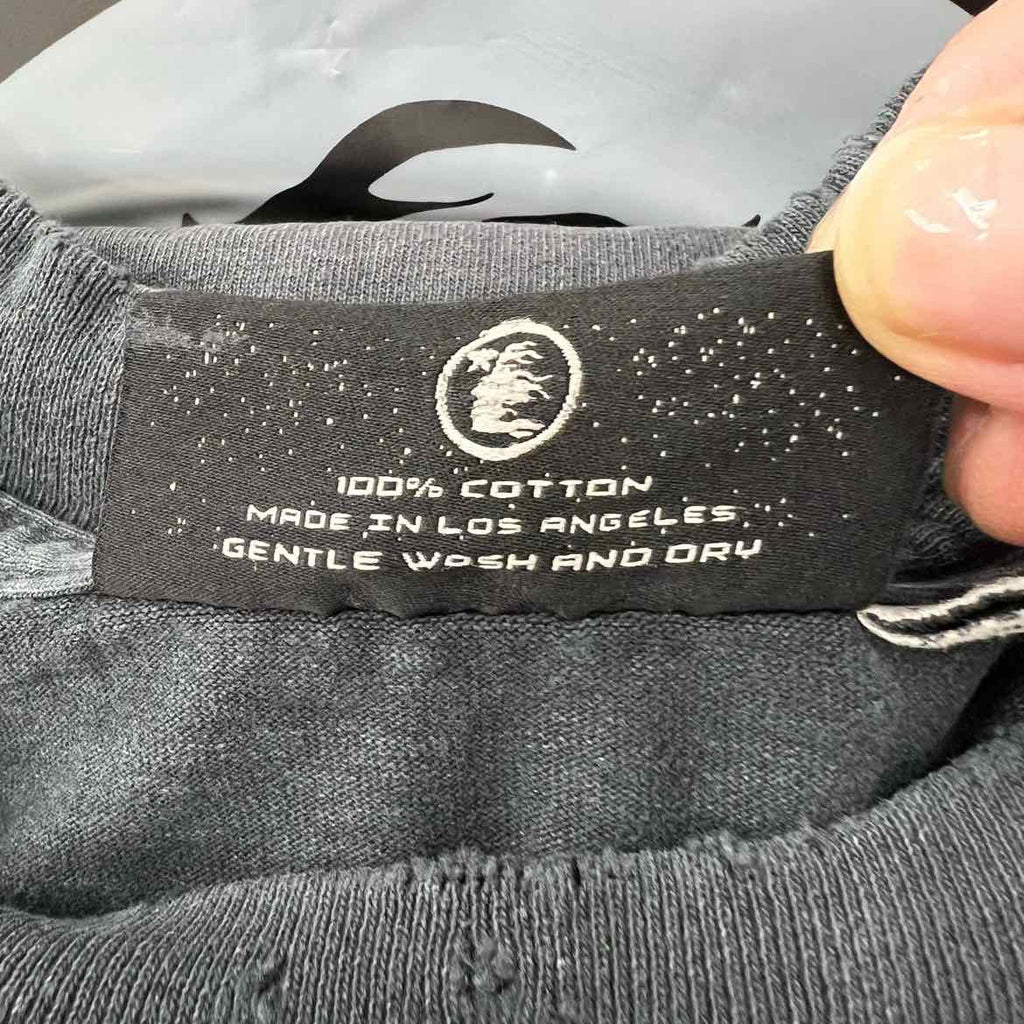 100% COTTON
MADE IN LOS ANGELES
GENTLE WASH AND DRY